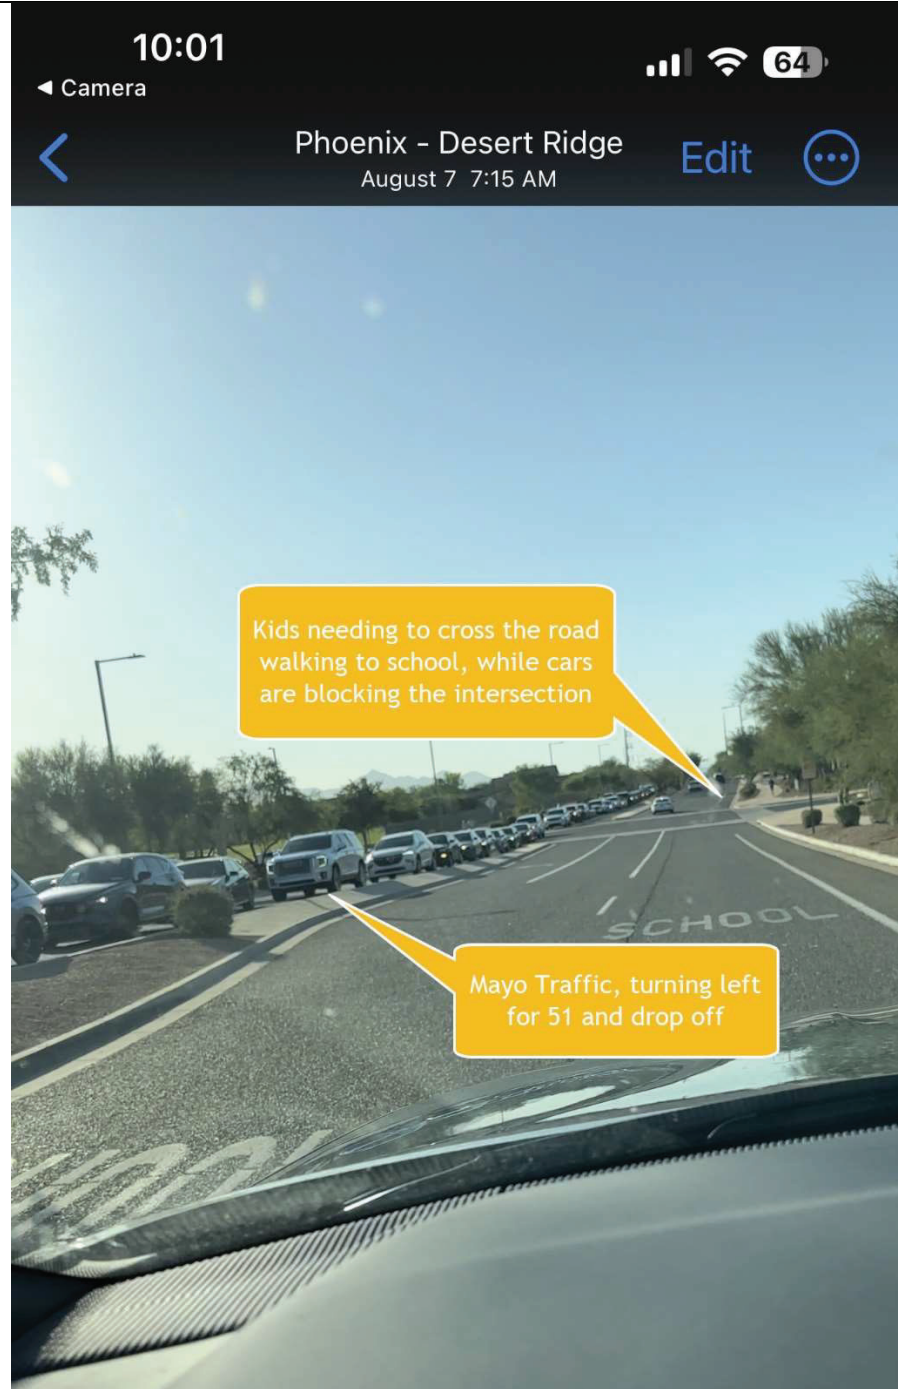 10:01
64
◀ Camera
Phoenix - Desert Ridge
Edit
August 7 7:15 AM
Kids needing to cross the road
walking to school, while cars
are blocking the intersection
SCHOOL
Mayo Traffic, turning left
for 51 and drop off